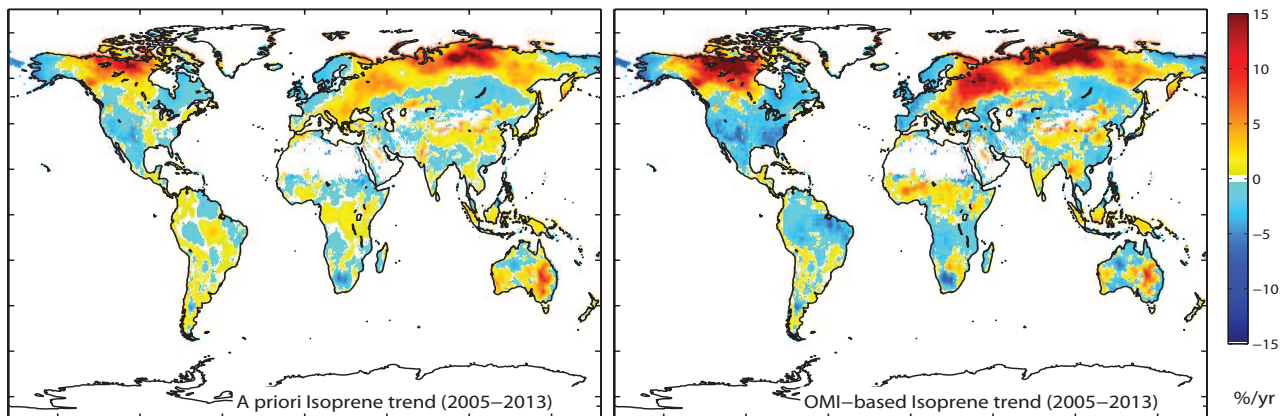 A priori Isoprene trend (2005−2013)
OMI−based Isoprene trend (2005−2013)
15
10
5
0
−5
−10
−15
%/yr